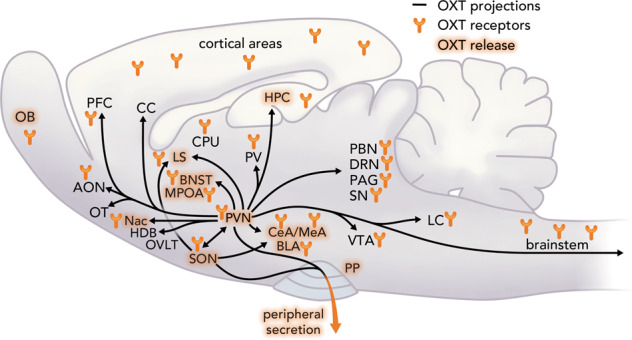 OXT projections
OXT receptors
OXT release
cortical areas
OB
PFC
CC
HPC
CPU
PV
LS
BNST
MPOA
AON
OT
Nac
HDB
OVLT
PVN
SON
CeA/MeA
BLA
PBN
DRN
PAG
SN
VTA
LC
brainstem
PP
peripheral
secretion